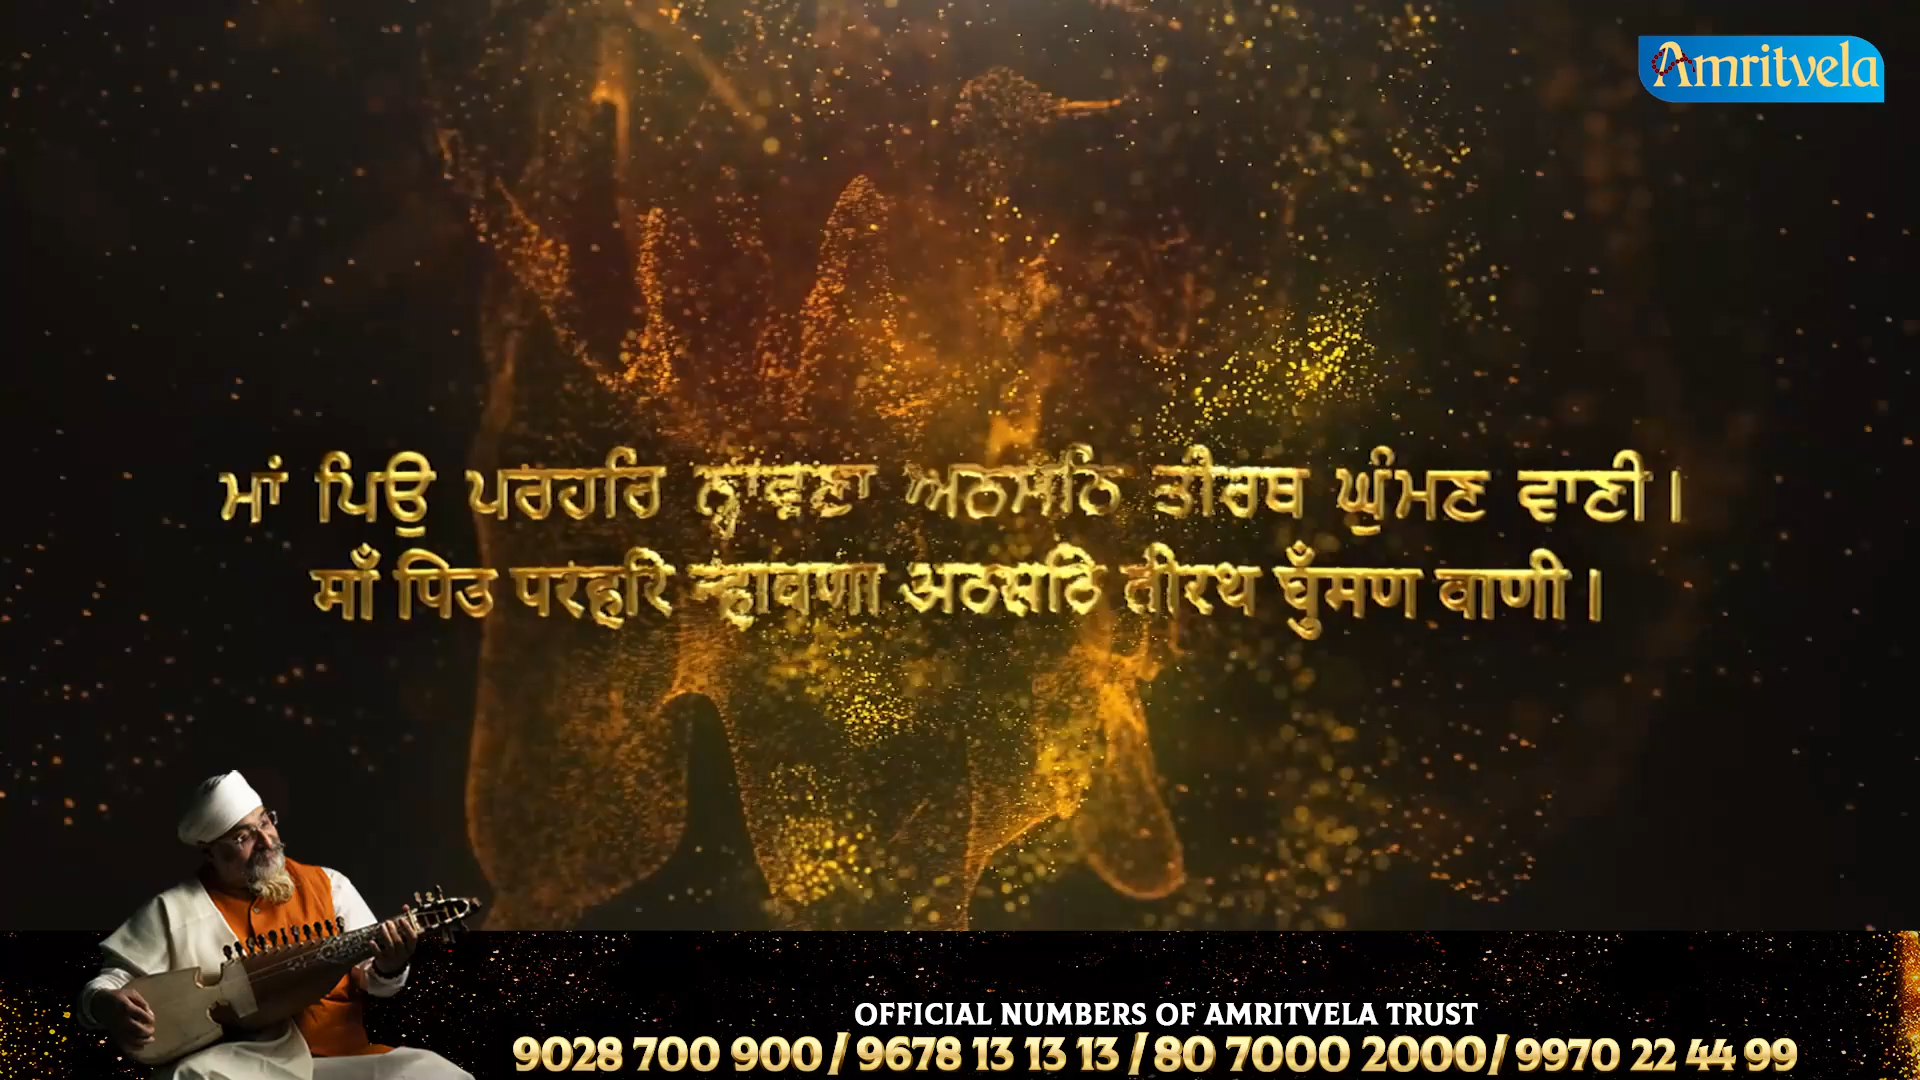 Amritvela
ਮਾਂ ਪਿਉ ਪਰਹਰਿ ਨ੍ਹਾਵਣਾ ਅਠਸਠਿ ਤੀਰਥ ਘੁੰਮਣ ਵਾਣੀ।
माँ पिउ परहरि न्हावणा अठसठि तीरथ घुँमण वाणी।
OFFICIAL NUMBERS OF AMRITVELA TRUST
9028 700 900 / 9678 13 13 13 / 80 7000 2000 / 9970 22 44 99